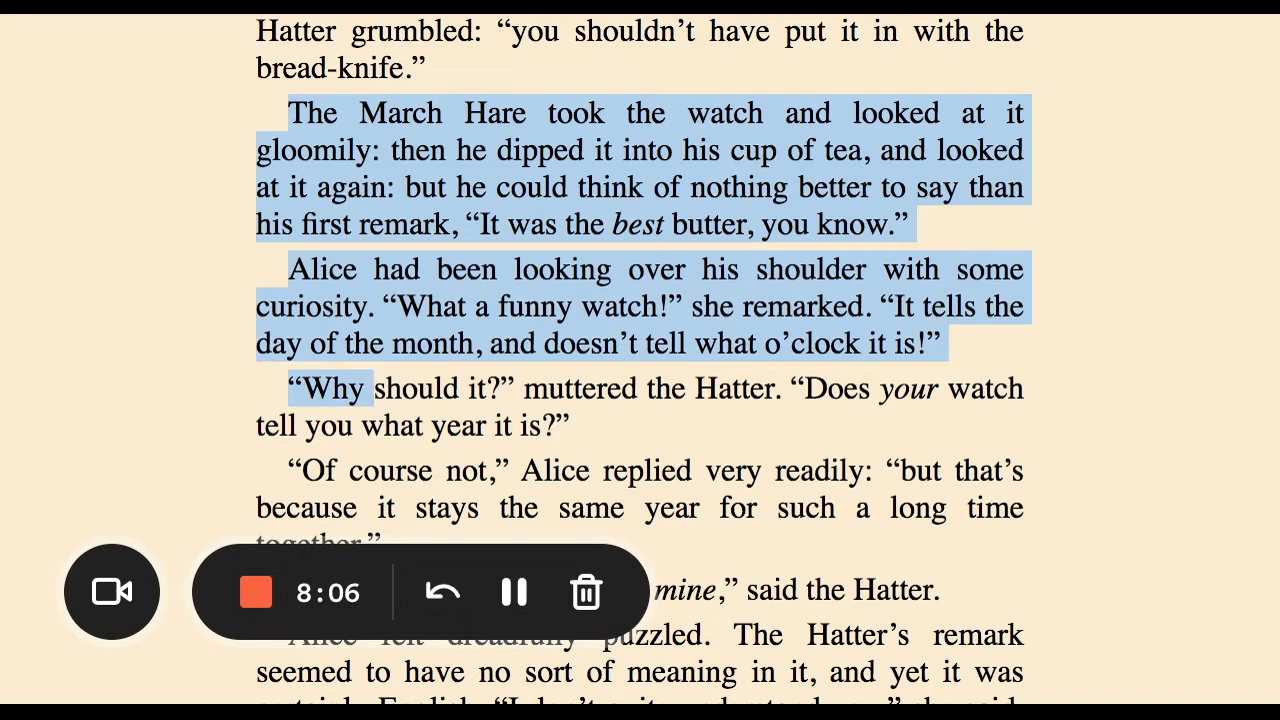 Hatter grumbled: “you shouldn’t have put it in with the
bread-knife.”
The March Hare took the watch and looked at it
gloomily: then he dipped it into his cup of tea, and looked
at it again: but he could think of nothing better to say than
his first remark, “It was the best butter, you know.”
Alice had been looking over his shoulder with some
curiosity. “What a funny watch!” she remarked. “It tells the
day of the month, and doesn’t tell what o’clock it is!”
“Why should it?” muttered the Hatter. “Does your watch
tell you what year it is?”
“Of course not,” Alice replied very readily: “but that’s
because it stays the same year for such a long time
together.”
mine,” said the Hatter.
8:06
Alice felt dreadfully puzzled. The Hatter’s remark
seemed to have no sort of meaning in it, and yet it was